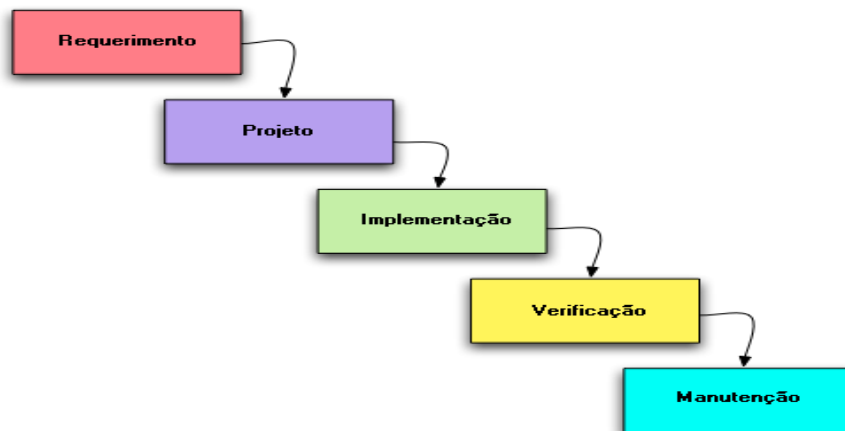 Requerimento
Projeto
Implementação
Verificação
Manutenção